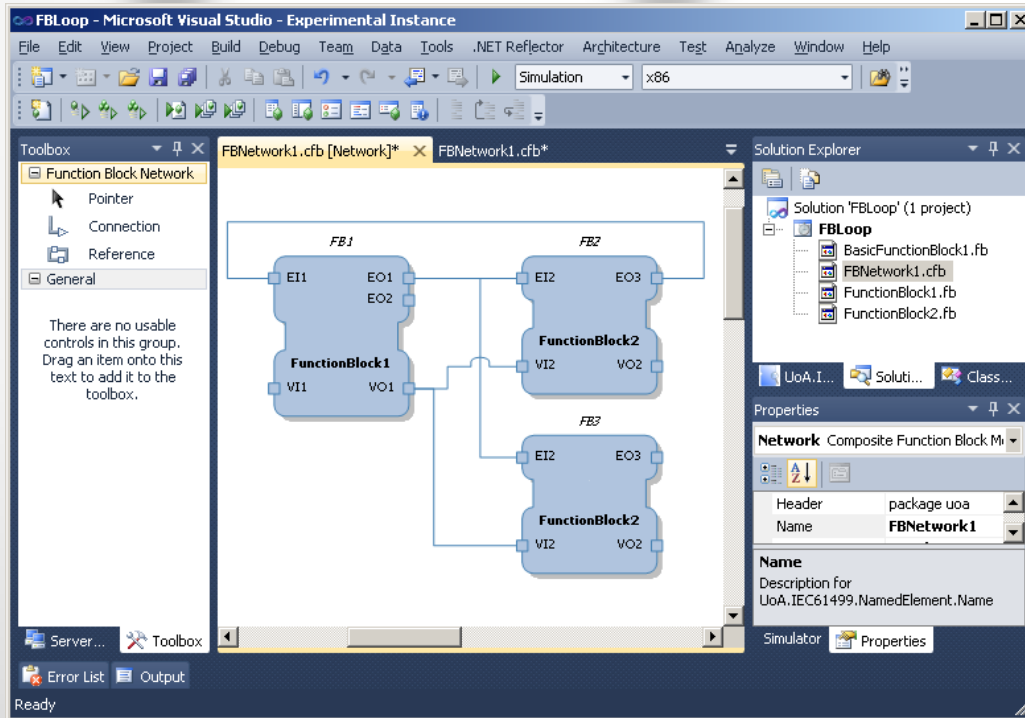 FBLoop - Microsoft Visual Studio - Experimental Instance
File Edit View Project Build Debug Team Data Tools .NET Reflector Architecture Test Analyze Window Help
Simulation x86
Toolbox
Function Block Network
Pointer
Connection
Reference
General
There are no usable
controls in this group.
Drag an item onto this
text to add it to the
toolbox.
Server... Toolbox
FBNetwork1.cfb [Network]* FBNetwork1.cfb*
FB1
EI1 EO1
EO2
FunctionBlock1
VI1 VO1
FB2
EI2 EO3
FunctionBlock2
VI2 VO2
FB3
EI2 EO3
FunctionBlock2
VI2 VO2
Solution Explorer
Solution 'FBLoop' (1 project)
FBLoop
BasicFunctionBlock1.fb
FBNetwork1.cfb
FunctionBlock1.fb
FunctionBlock2.fb
UoA.I... Soluti... Class...
Properties
Network Composite Function Block
Header package uoa
Name FBNetwork1
Name
Description for
UoA.IEC61499.NamedElement.Name
Simulator Properties
Error List Output
Ready